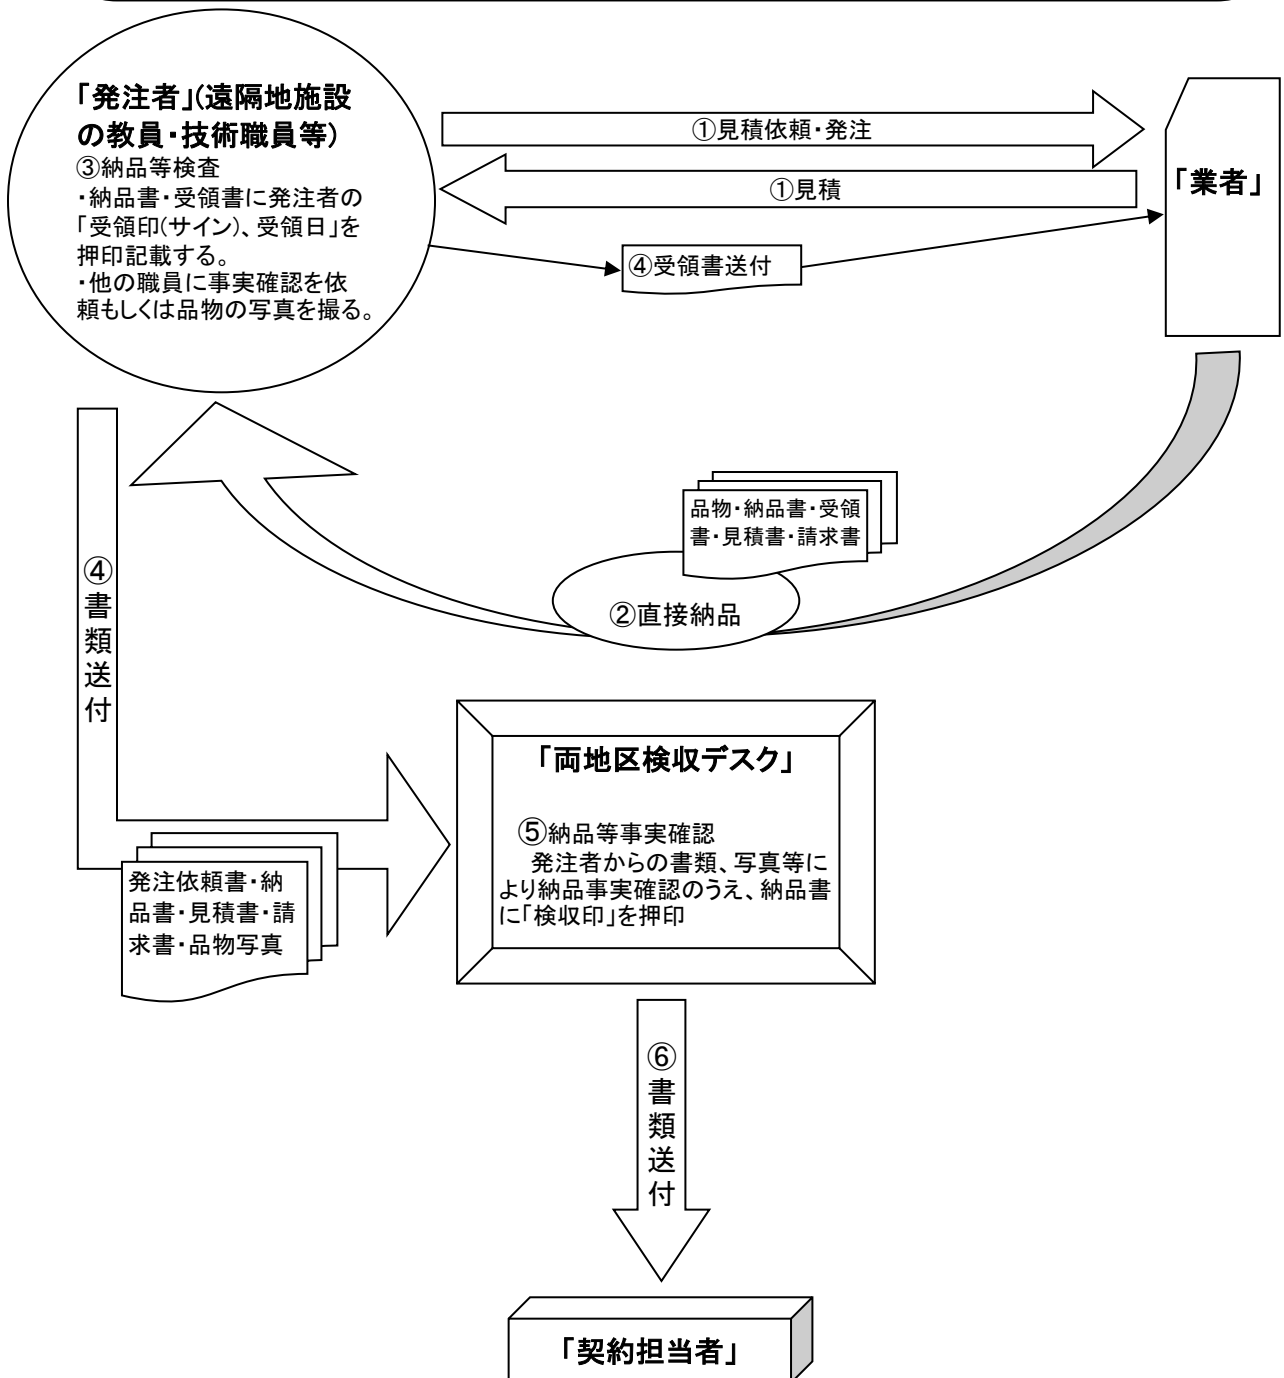 「発注者」(遠隔地施設
の教員・技術職員等)
③納品等検査
・納品書・受領書に発注者の
「受領印(サイン)、受領日」を
押印記載する。
・他の職員に事実確認を依
頼もしくは品物の写真を撮る。
①見積依頼・発注
①見積
④受領書送付
「業者」
品物・納品書・受領
書・見積書・請求書
②直接納品
④書類送付
発注依頼書・納
品書・見積書・請
求書・品物写真
「両地区検収デスク」
⑤納品等事実確認
発注者からの書類、写真等に
より納品事実確認のうえ、納品書
に「検収印」を押印
⑥書類送付
「契約担当者」